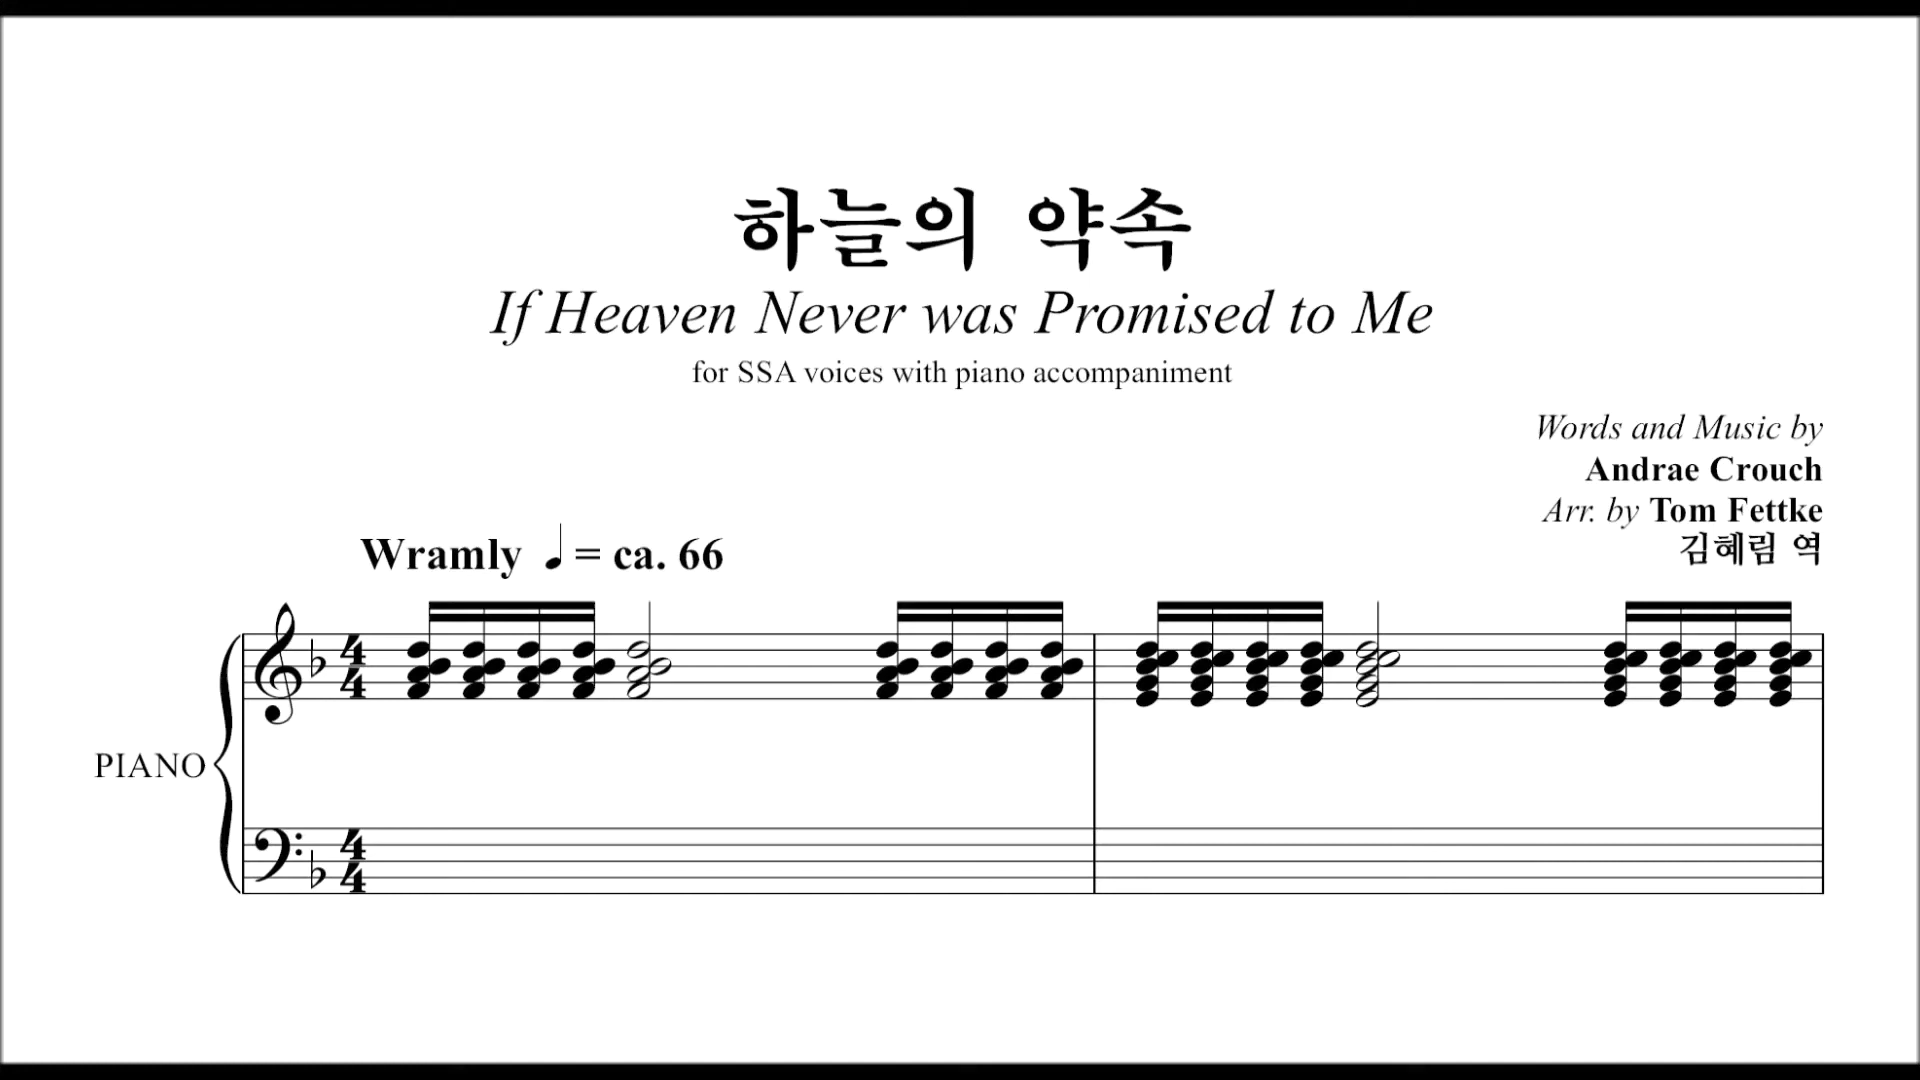 하늘의 약속
If Heaven Never was Promised to Me
for SSA voices with piano accompaniment
Words and Music by
Andrae Crouch
Arr. by Tom Fettke
김혜림 역
Wramly ♩ = ca. 66
PIANO